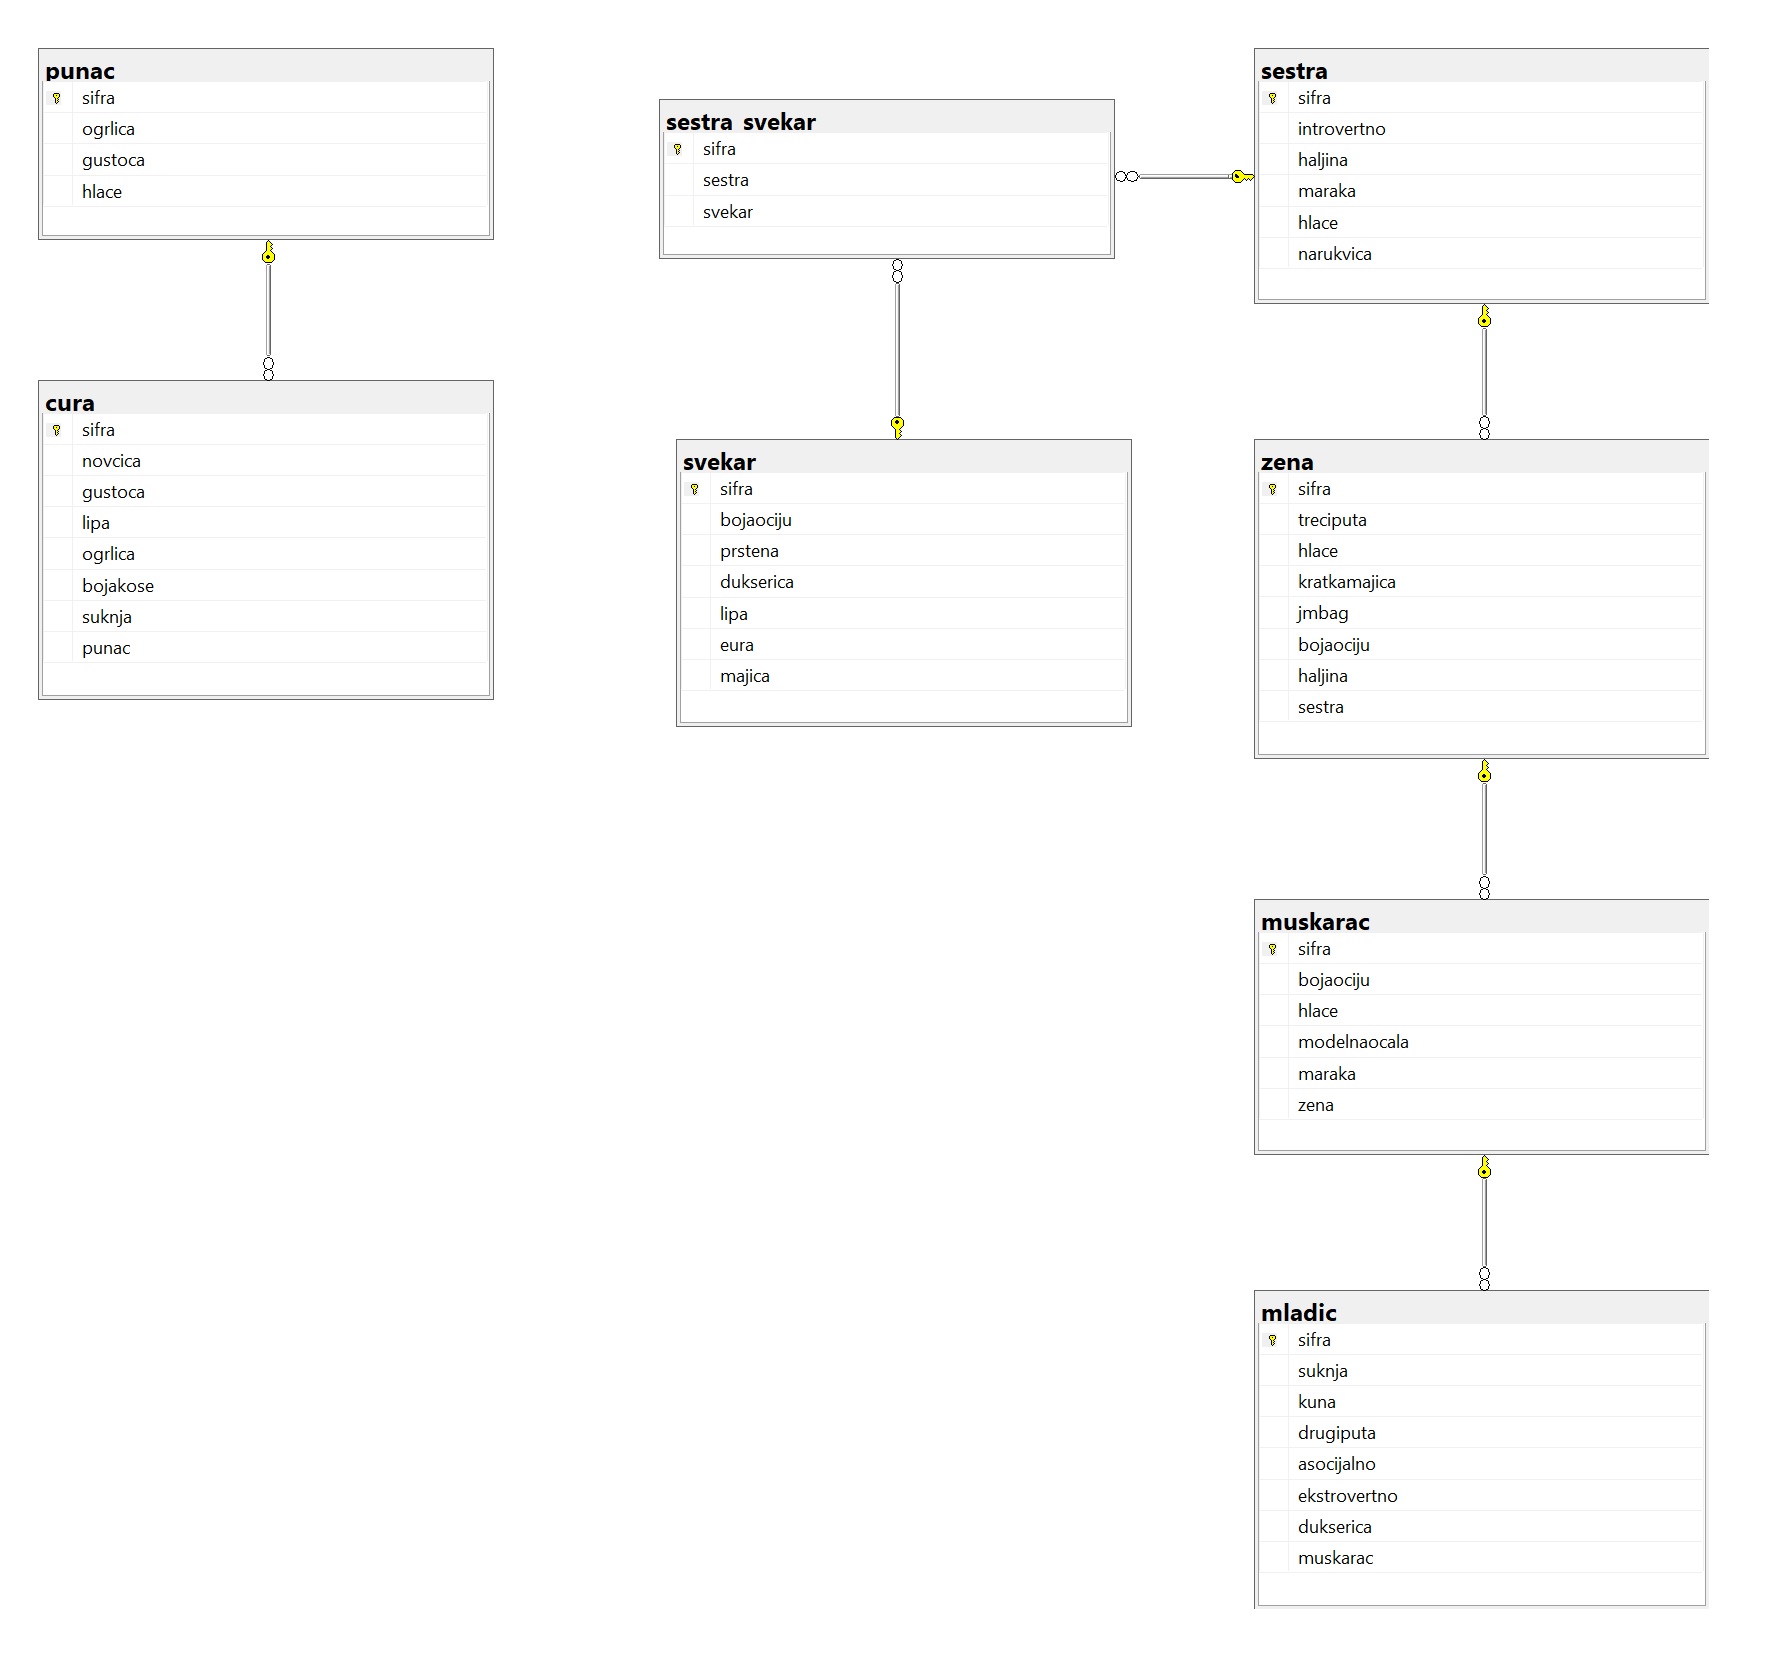 punac
sifra
ogrlica
gustoca
hlace
cura
sifra
novcica
gustoca
lipa
ogrlica
bojakose
suknja
punac
sestra_svekar
sifra
sestra
svekar
svekar
sifra
bojaociju
prstena
dukserica
lipa
eura
majica
sestra
sifra
introvertno
haljina
maraka
hlace
narukvica
zena
sifra
treciputa
hlace
kratkamajica
jmbag
bojaociju
haljina
sestra
muskarac
sifra
bojaociju
hlace
modelnaocala
maraka
zena
mladic
sifra
suknja
kuna
drugiputa
asocijalno
ekstrovertno
dukserica
muskarac